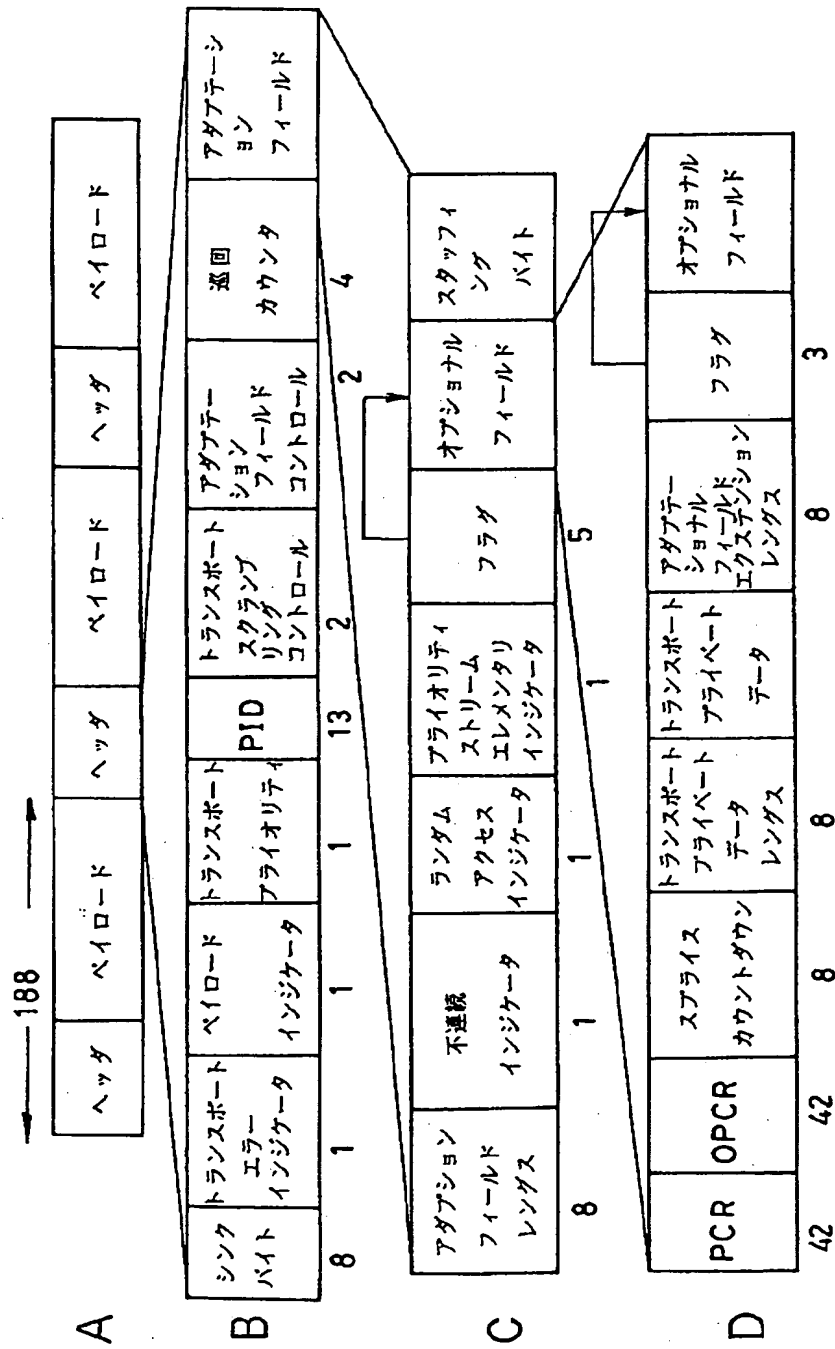 A
188
ヘッダ
ペイロード
ヘッダ
ペイロード
ヘッダ
ペイロード
B
シンク
バイト
トランスポート
エラー
インジケータ
ペイロード
インジケータ
トランスポート
プライオリティ
PID
トランスポート
スクランブ
リング
コントロール
アダプテー
ション
フィールド
コントロール
巡回
カウンタ
アダプテーシ
ョン
フィールド
8
1
1
1
13
2
2
4
C
アダプション
フィールド
レングス
不連続
インジケータ
ランダム
アクセス
インジケータ
プライオリティ
ストリーム
エレメンタリ
インジケータ
フラグ
オプショナル
フィールド
スタッフィ
ング
バイト
8
1
1
1
5
D
PCR
OPCR
スプライス
カウントダウン
トランスポート
プライベート
データ
レングス
トランスポート
プライベート
データ
アダプテー
ショナル
フィールド
エクステンション
レングス
フラグ
オプショナル
フィールド
42
42
8
8
8
3